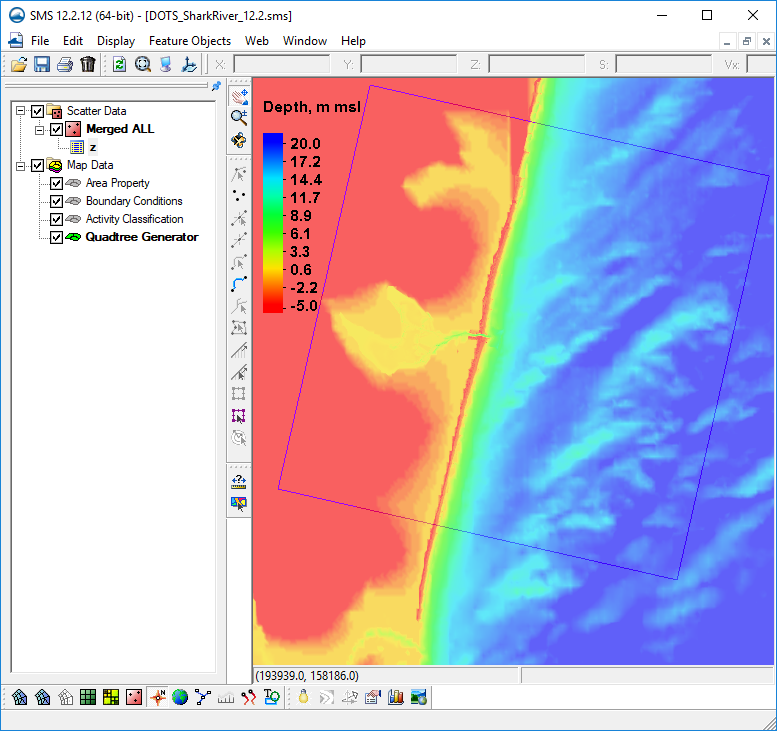 SMS 12.2.12 (64-bit) - [DOTS_SharkRiver_12.2.sms]
File Edit Display Feature Objects Web Window Help
X: Y: Z: S: Vx:
Scatter Data
Merged ALL
z
Map Data
Area Property
Boundary Conditions
Activity Classification
Quadtree Generator
Depth, m msl
20.0
17.2
14.4
11.7
8.9
6.1
3.3
0.6
-2.2
-5.0
(193939.0, 158186.0)